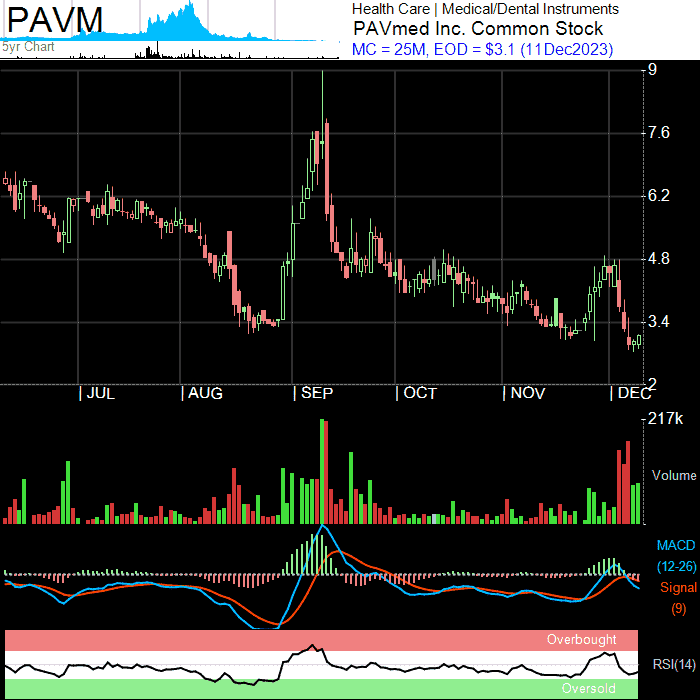 PAVM
5yr Chart
Health Care | Medical/Dental Instruments
PAVmed Inc. Common Stock
MC = 25M, EOD = $3.1 (11Dec2023)
9
7.6
6.2
4.8
3.4
2
JUL
AUG
SEP
OCT
NOV
DEC
217k
Volume
MACD
(12-26)
Signal
(9)
Overbought
RSI(14)
Oversold